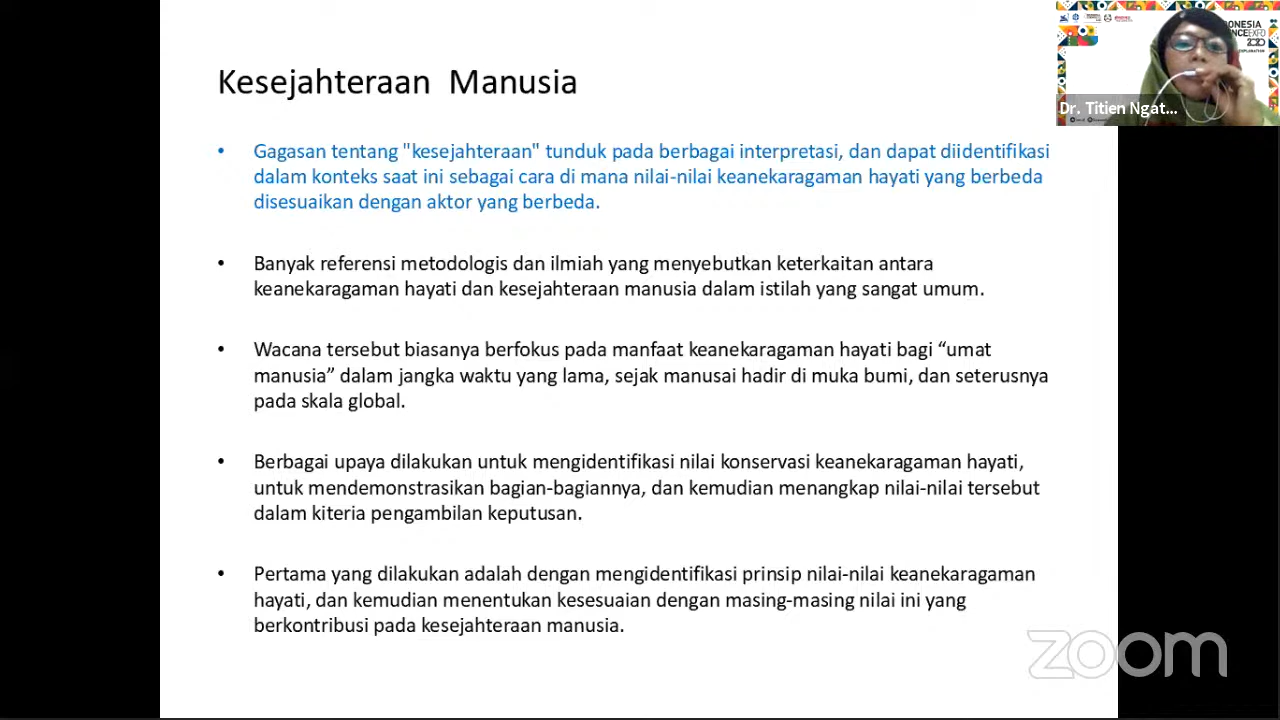 Kesejahteraan Manusia
• Gagasan tentang "kesejahteraan" tunduk pada berbagai interpretasi, dan dapat diidentifikasi
dalam konteks saat ini sebagai cara di mana nilai-nilai keanekaragaman hayati yang berbeda
disesuaikan dengan aktor yang berbeda.
• Banyak referensi metodologis dan ilmiah yang menyebutkan keterkaitan antara
keanekaragaman hayati dan kesejahteraan manusia dalam istilah yang sangat umum.
• Wacana tersebut biasanya berfokus pada manfaat keanekaragaman hayati bagi “umat
manusia” dalam jangka waktu yang lama, sejak manusai hadir di muka bumi, dan seterusnya
pada skala global.
• Berbagai upaya dilakukan untuk mengidentifikasi nilai konservasi keanekaragaman hayati,
untuk mendemonstrasikan bagian-bagiannya, dan kemudian menangkap nilai-nilai tersebut
dalam kiteria pengambilan keputusan.
• Pertama yang dilakukan adalah dengan mengidentifikasi prinsip nilai-nilai keanekaragaman
hayati, dan kemudian menentukan kesesuaian dengan masing-masing nilai ini yang
berkontribusi pada kesejahteraan manusia.
2020
Dr. Titien Ngat...
zoom